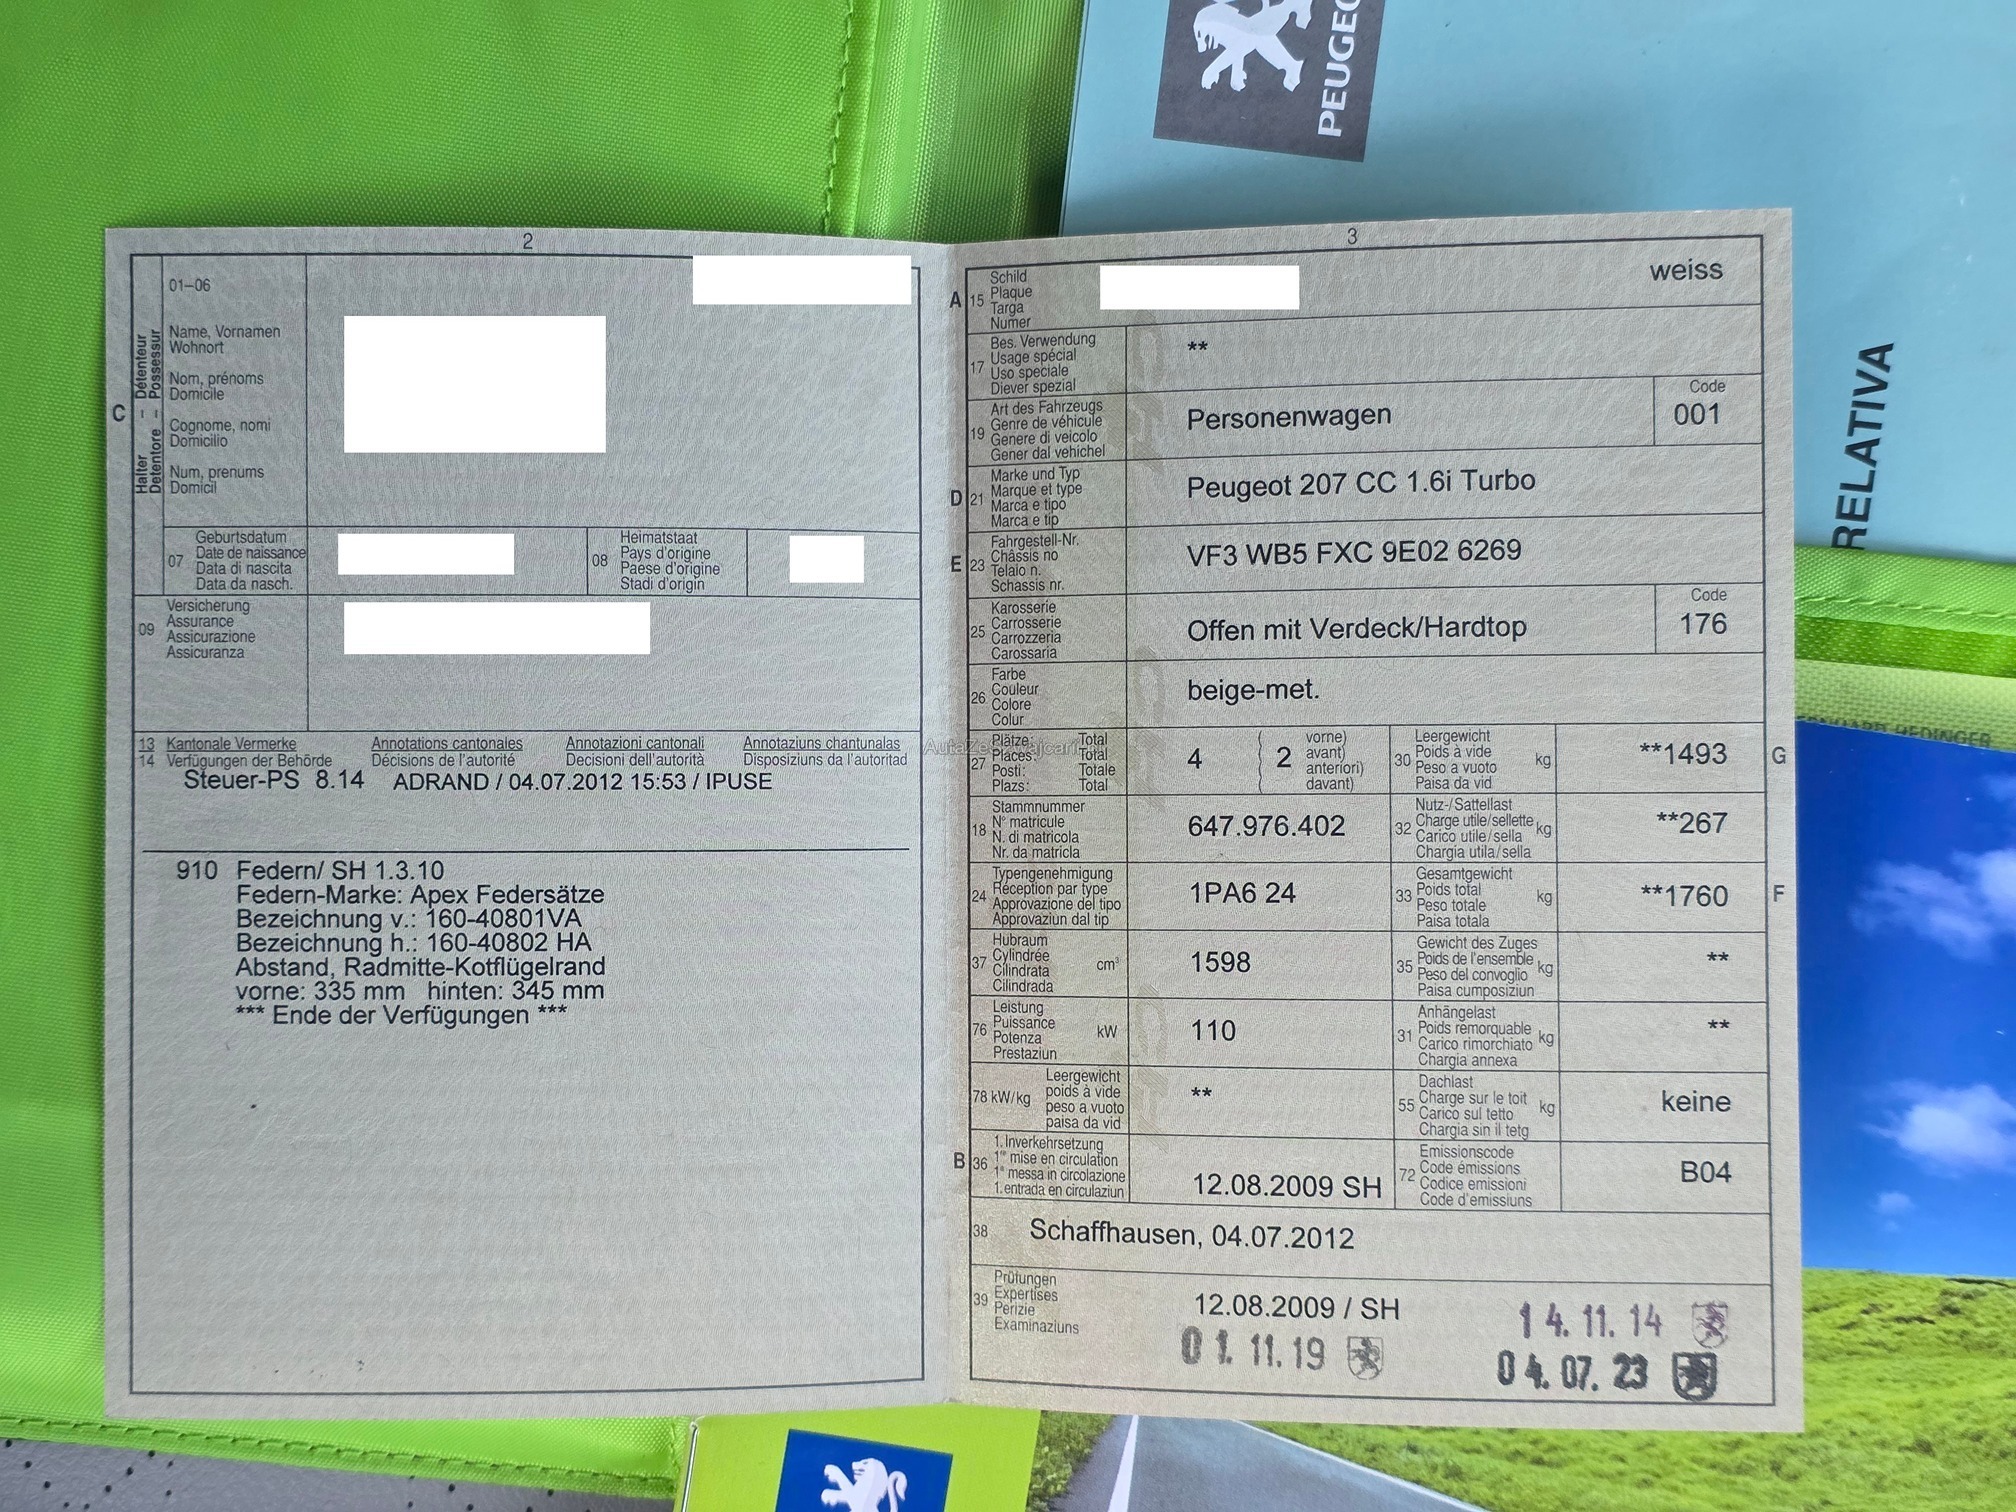 PEUGEO
RELATIVA
2
01–06
Name, Vornamen
Wohnort
Nom, prénoms
Domicile
Cognome, nomi
Domicilio
Num, prenums
Domicil
C
Halter – Détenteur
Detentore – Possessur
07
Geburtsdatum
Date de naissance
Data di nascita
Data da nasch.
08
Heimatstaat
Pays d'origine
Paese d'origine
Stadi d'origin
09
Versicherung
Assurance
Assicurazione
Assicuranza
13 Kantonale Vermerke Annotations cantonales Annotazioni cantonali Annotaziuns chantunalas
14 Verfügungen der Behörde Décisions de l'autorité Decisioni dell'autorità Disposiziuns da l'autoritad
Steuer-PS 8.14 ADRAND / 04.07.2012 15:53 / IPUSE
910 Federn/ SH 1.3.10
Federn-Marke: Apex Federsätze
Bezeichnung v.: 160-40801VA
Bezeichnung h.: 160-40802 HA
Abstand, Radmitte-Kotflügelrand
vorne: 335 mm hinten: 345 mm
*** Ende der Verfügungen ***
3
A 15
Schild
Plaque
Targa
Numer
weiss
17
Bes. Verwendung
Usage spécial
Uso speciale
Diever spezial
**
19
Art des Fahrzeugs
Genre de véhicule
Genere di veicolo
Gener dal vehichel
Personenwagen
Code
001
D 21
Marke und Typ
Marque et type
Marca e tipo
Marca e tip
Peugeot 207 CC 1.6i Turbo
E 23
Fahrgestell-Nr.
Châssis no
Telaio n.
Schassis nr.
VF3 WB5 FXC 9E02 6269
25
Karosserie
Carrosserie
Carrozzeria
Carossaria
Offen mit Verdeck/Hardtop
Code
176
26
Farbe
Couleur
Colore
Colur
beige-met.
27
Plätze: Total
Places: Total
Posti: Totale
Plazs: Total
4 ( 2 vorne)
avant)
anteriori)
davant)
30
Leergewicht
Poids à vide
Peso a vuoto
Paisa da vid
kg
**1493
G
18
Stammnummer
N° matricule
N. di matricola
Nr. da matricla
647.976.402
32
Nutz-/Sattellast
Charge utile/sellette
Carico utile/sella
Chargia utila/sella
kg
**267
24
Typengenehmigung
Réception par type
Approvazione del tipo
Approvaziun dal tip
1PA6 24
33
Gesamtgewicht
Poids total
Peso totale
Paisa totala
kg
**1760
F
37
Hubraum
Cylindrée
Cilindrata
Cilindrada
cm³
1598
35
Gewicht des Zuges
Poids de l'ensemble
Peso del convoglio
Paisa cumposiziun
kg
**
76
Leistung
Puissance
Potenza
Prestaziun
kW
110
31
Anhängelast
Poids remorquable
Carico rimorchiato
Chargia annexa
kg
**
78 kW/kg
Leergewicht
poids à vide
peso a vuoto
paisa da vid
**
55
Dachlast
Charge sur le toit
Carico sul tetto
Chargia sin il tetg
kg
keine
B 36
1. Inverkehrsetzung
1re mise en circulation
1a messa in circolazione
1. entrada en circulaziun
12.08.2009 SH
72
Emissionscode
Code émissions
Codice emissioni
Code d'emissiuns
B04
38
Schaffhausen, 04.07.2012
39
Prüfungen
Expertises
Perizie
Examinaziuns
12.08.2009 / SH
14. 11. 14
01. 11. 19
04. 07. 23